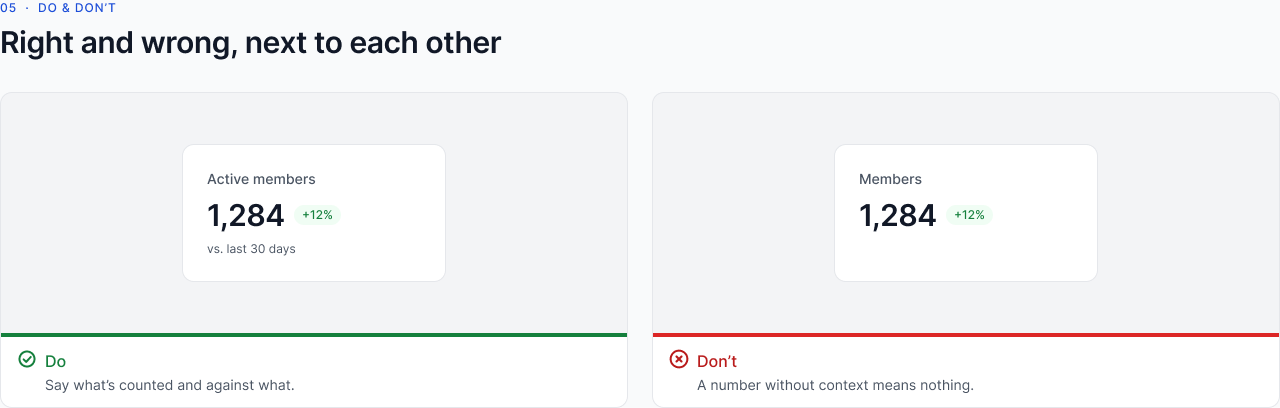 05 · DO & DON’T
Right and wrong, next to each other
Active members
1,284 +12%
vs. last 30 days
Do
Say what’s counted and against what.
Members
1,284 +12%
Don’t
A number without context means nothing.